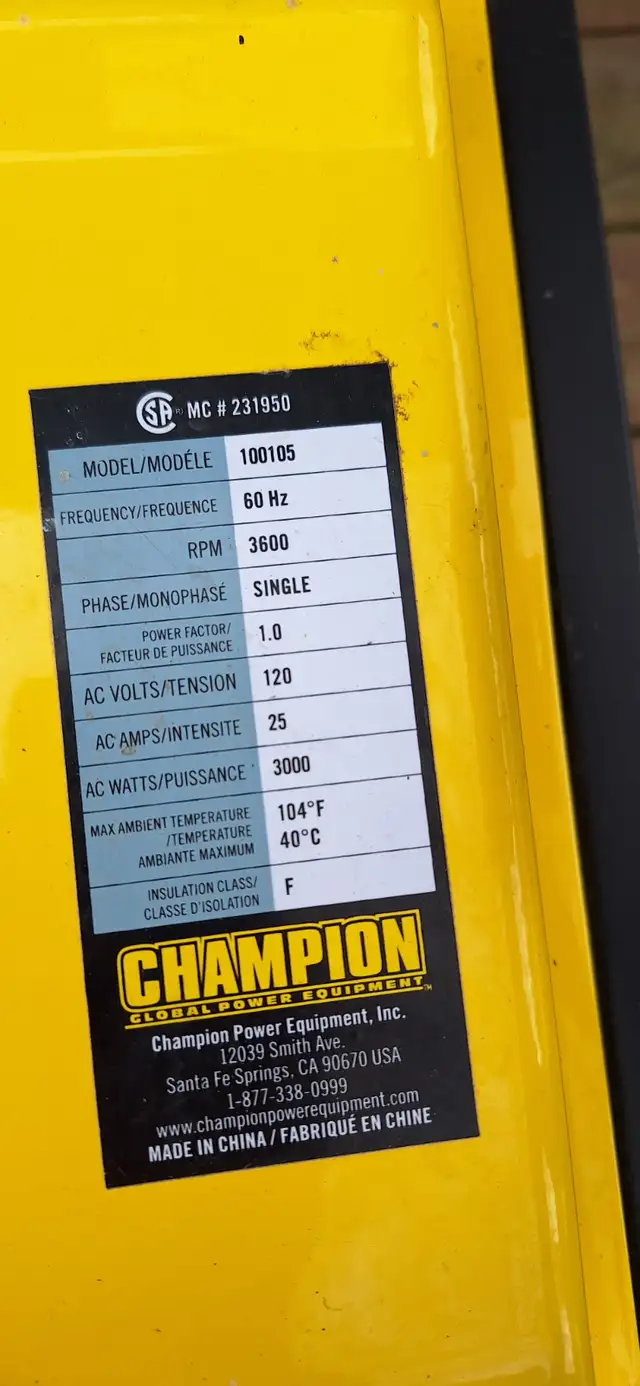 CSA® MC # 231950
MODEL/MODÉLE 100105
FREQUENCY/FREQUENCE 60 Hz
RPM 3600
PHASE/MONOPHASÉ SINGLE
POWER FACTOR/
FACTEUR DE PUISSANCE 1.0
AC VOLTS/TENSION 120
AC AMPS/INTENSITE 25
AC WATTS/PUISSANCE 3000
MAX AMBIENT TEMPERATURE
/TEMPERATURE
AMBIANTE MAXIMUM
104°F
40°C
INSULATION CLASS/
CLASSE D'ISOLATION F
CHAMPION
GLOBAL POWER EQUIPMENT™
Champion Power Equipment, Inc.
12039 Smith Ave.
Santa Fe Springs, CA 90670 USA
1-877-338-0999
www.championpowerequipment.com
MADE IN CHINA / FABRIQUÉ EN CHINE